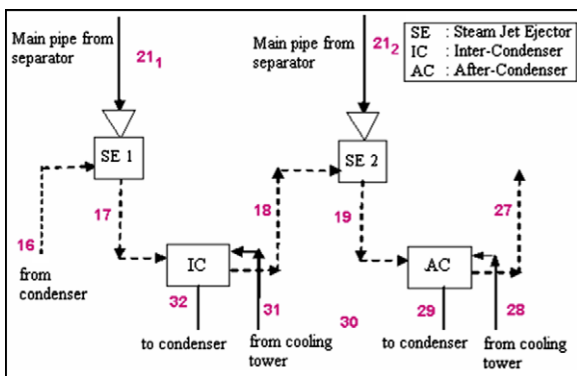 Main pipe from
separator
21₁
Main pipe from
separator
21₂
SE : Steam Jet Ejector
IC : Inter-Condenser
AC : After-Condenser
SE 1
SE 2
16
17
18
19
27
from
condenser
IC
AC
32
31
30
29
28
to condenser
from cooling
tower
to condenser
from cooling
tower